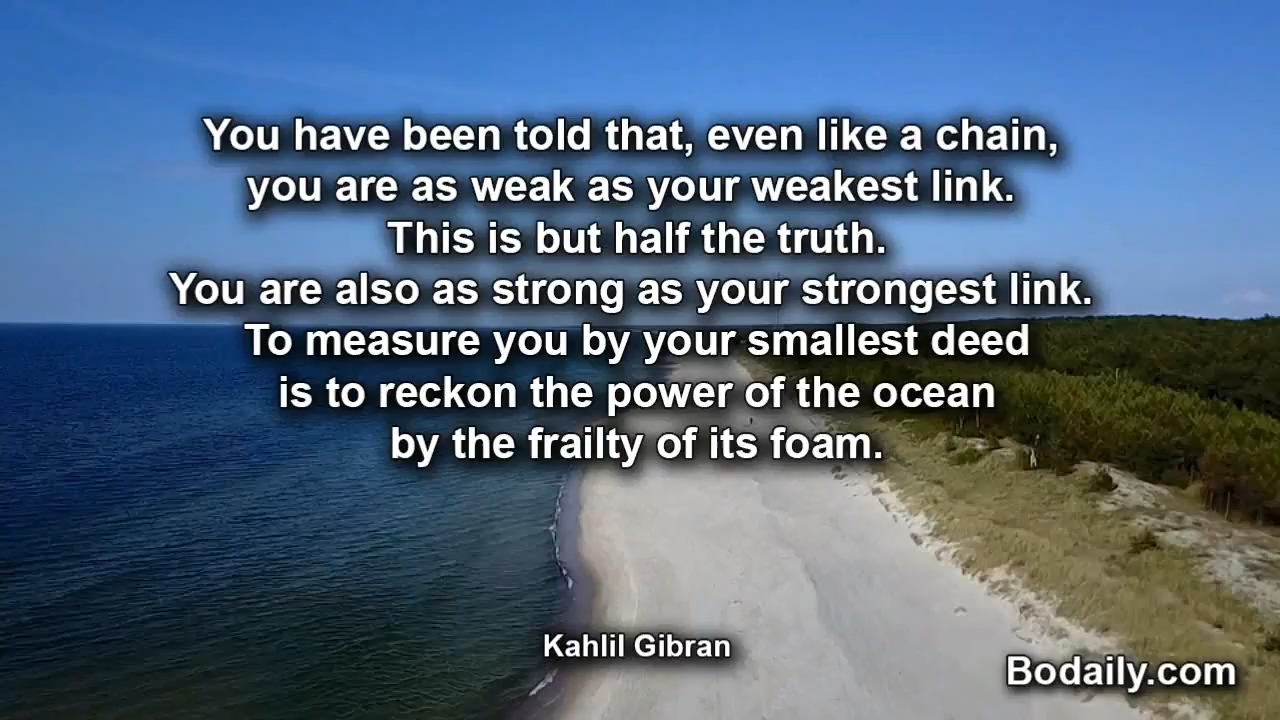 You have been told that, even like a chain,
you are as weak as your weakest link.
This is but half the truth.
You are also as strong as your strongest link.
To measure you by your smallest deed
is to reckon the power of the ocean
by the frailty of its foam.
Kahlil Gibran
Bodaily.com